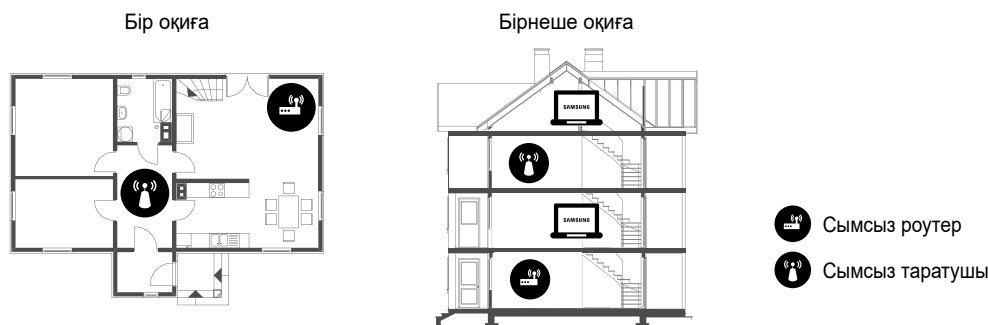 Бір оқиға
Бірнеше оқиға
SAMSUNG
SAMSUNG
Сымсыз роутер
Сымсыз таратушы